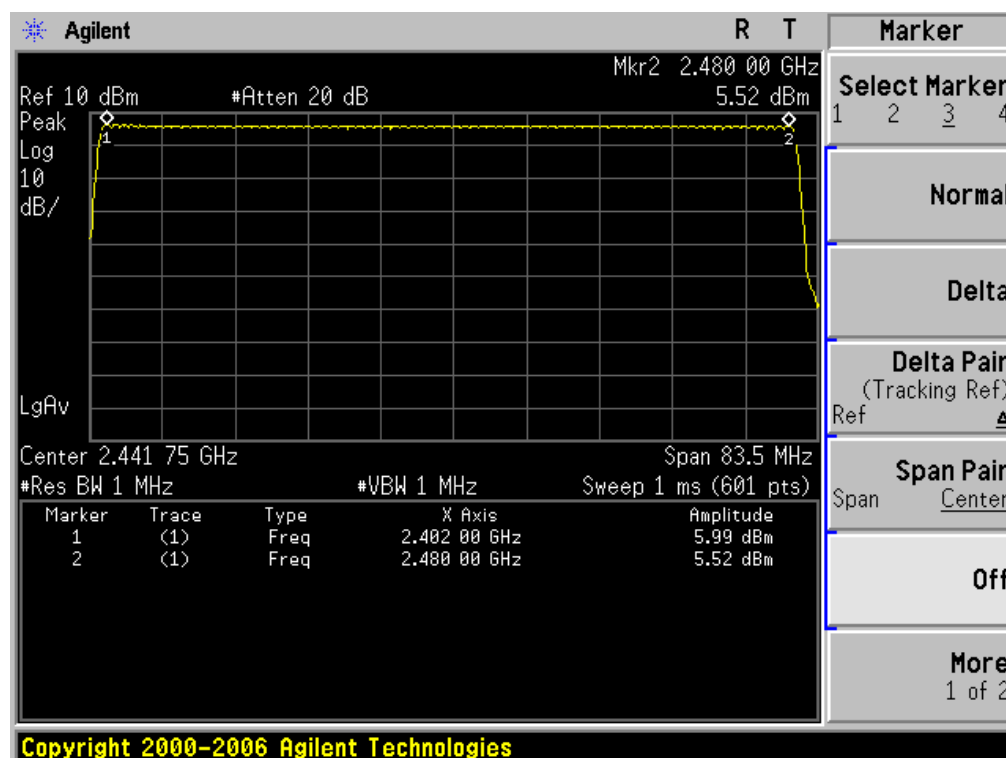 Agilent R T
Mkr2 2.480 00 GHz
Ref 10 dBm #Atten 20 dB 5.52 dBm
Peak
Log
10
dB/
1
2
LgAv
Center 2.441 75 GHz Span 83.5 MHz
#Res BW 1 MHz #VBW 1 MHz Sweep 1 ms (601 pts)
Marker Trace Type X Axis Amplitude
1 (1) Freq 2.402 00 GHz 5.99 dBm
2 (1) Freq 2.480 00 GHz 5.52 dBm
Copyright 2000-2006 Agilent Technologies
Marker
Select Marker
1 2 3 4
Normal
Delta
Delta Pair
(Tracking Ref)
Ref Δ
Span Pair
Span Center
Off
More
1 of 2